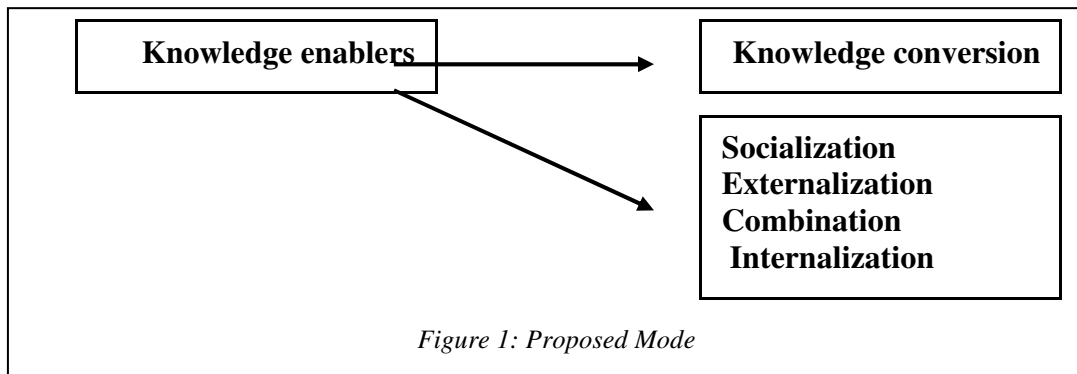 Knowledge enablers
Knowledge conversion
Socialization
Externalization
Combination
Internalization
Figure 1: Proposed Mode